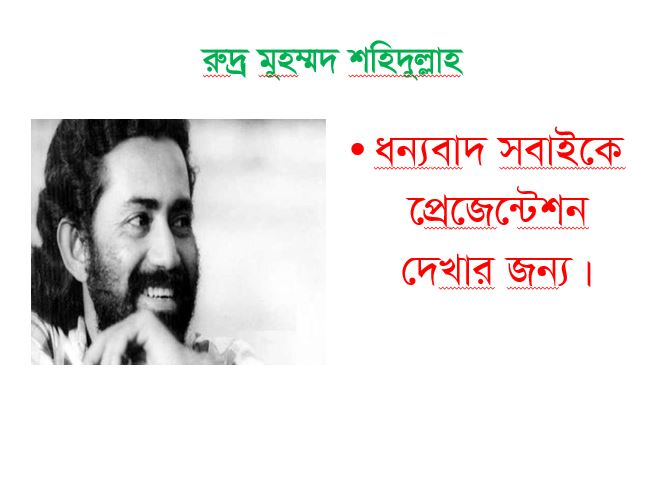 রুদ্র মুহম্মদ শহিদুল্লাহ
• ধন্যবাদ সবাইকে
প্রেজেন্টেশন
দেখার জন্য ।